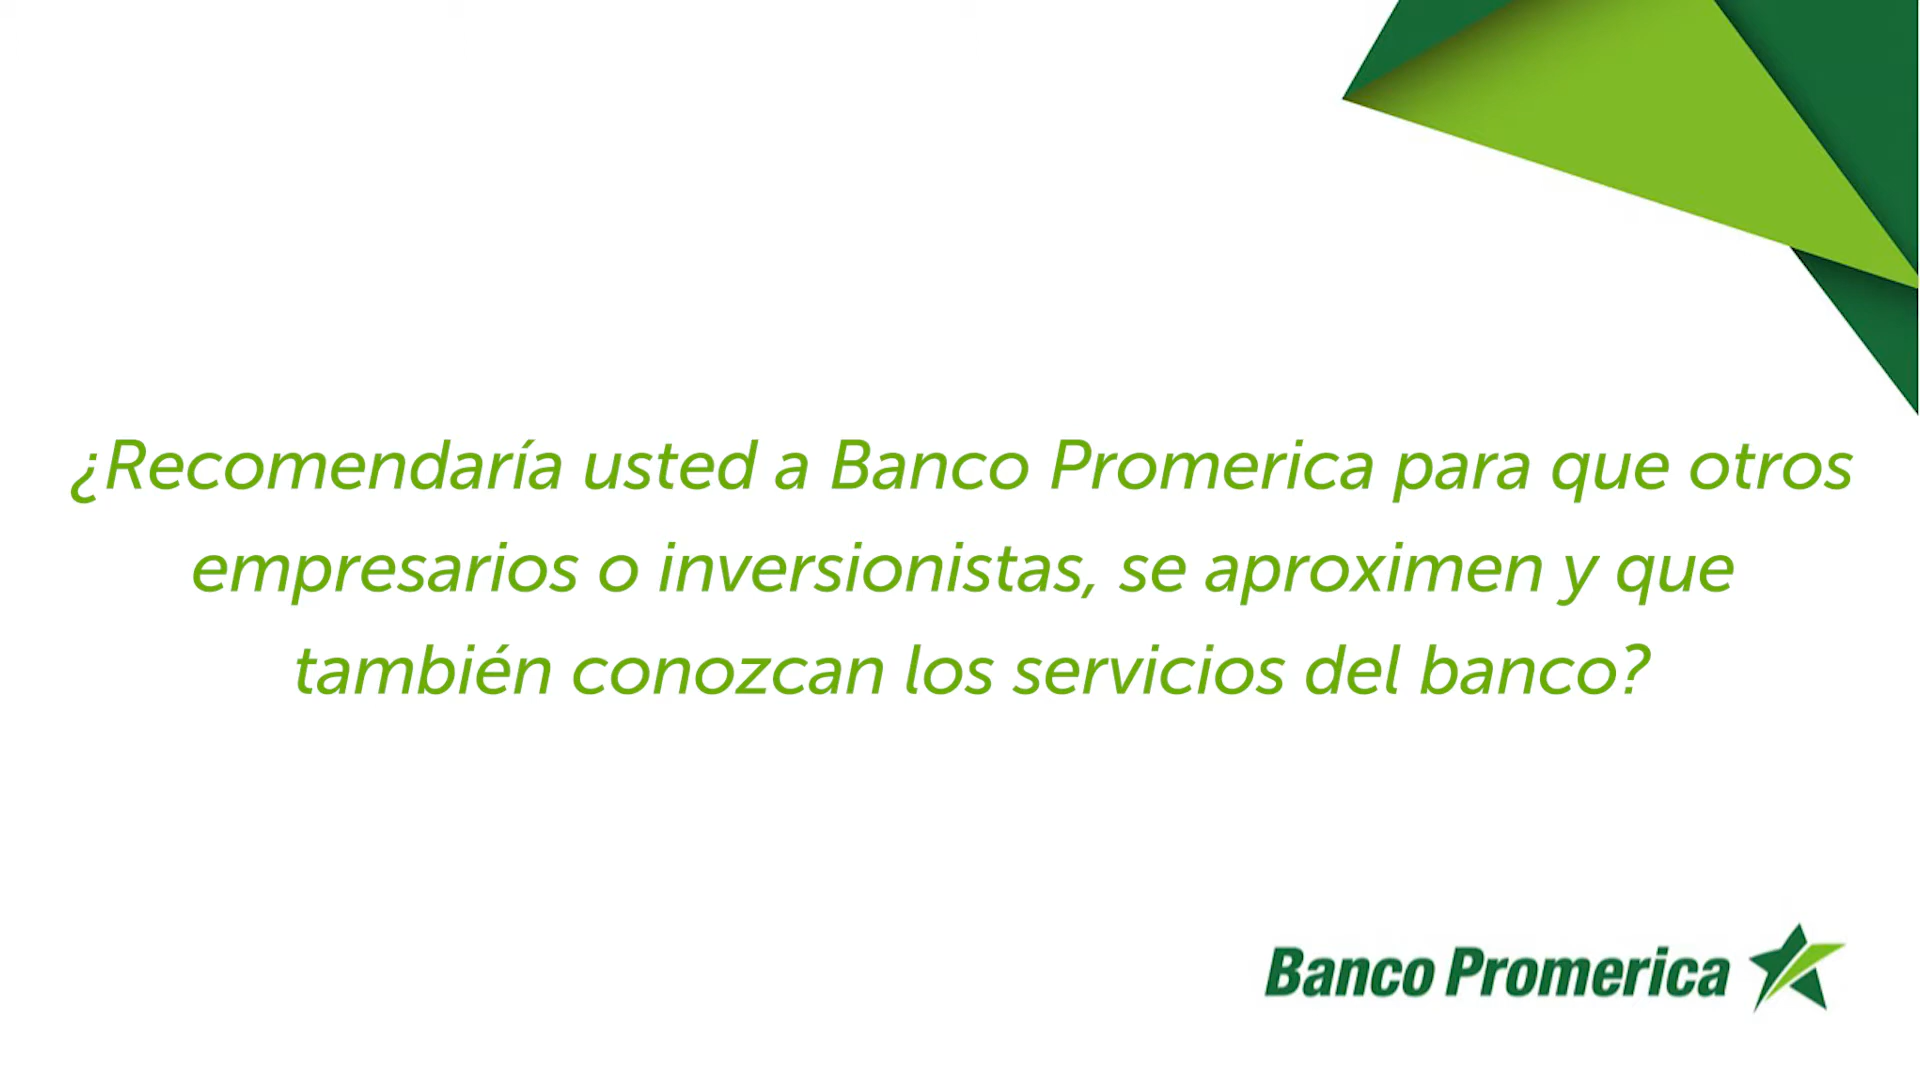 ¿Recomendaría usted a Banco Promerica para que otros
empresarios o inversionistas, se aproximen y que
también conozcan los servicios del banco?
Banco Promerica